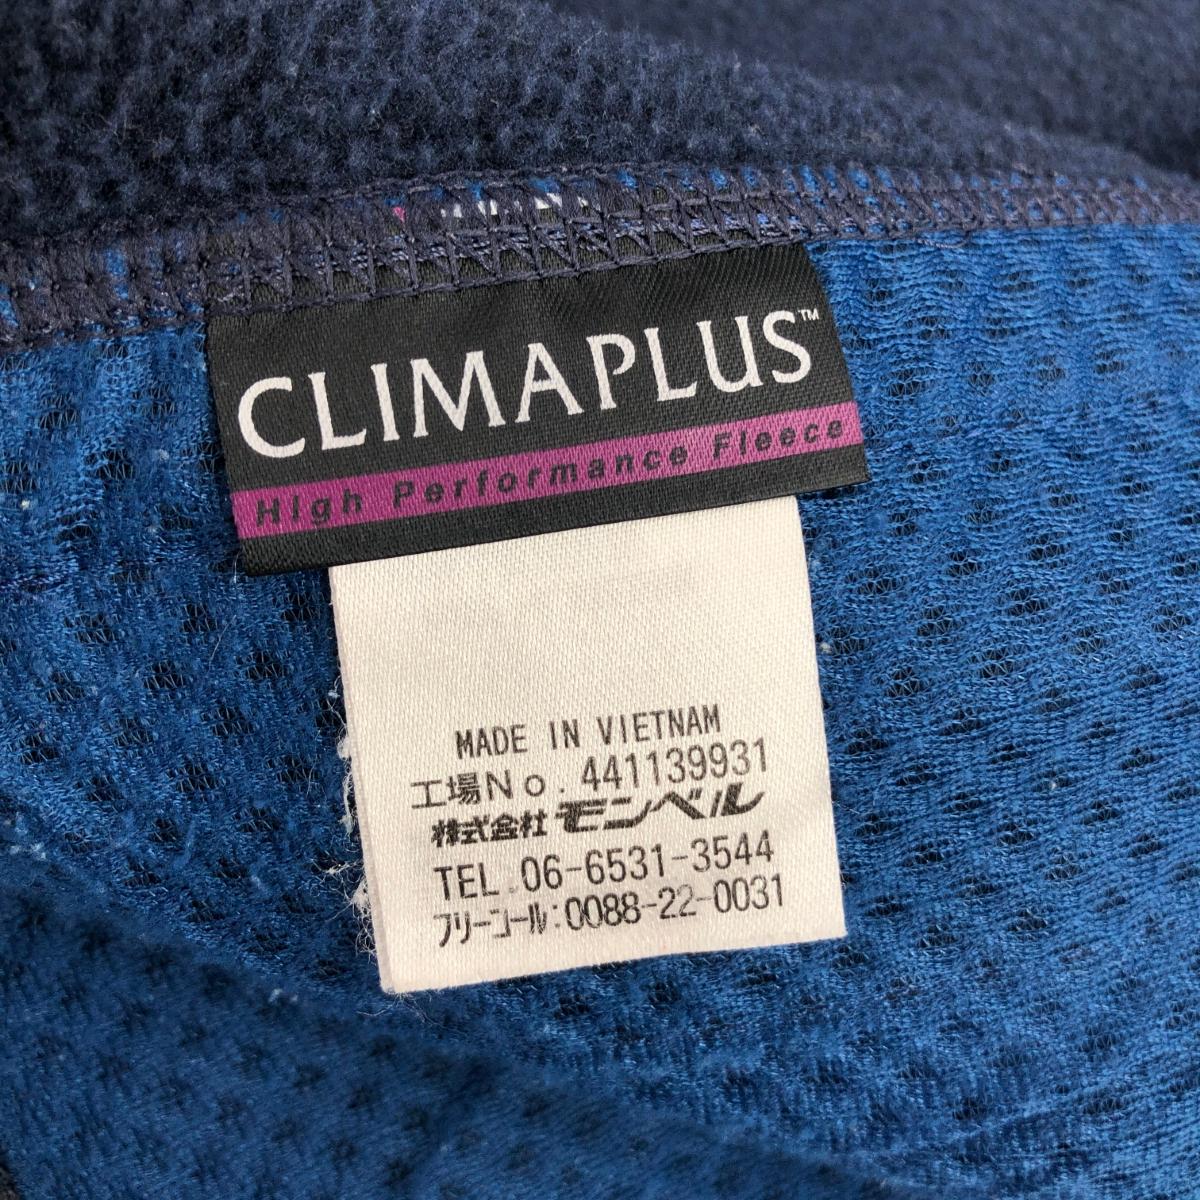 CLIMAPLUS™
High Performance Fleece
MADE IN VIETNAM
工場No. 441139931
株式会社 モンベル
TEL 06-6531-3544
フリーコール:0088-22-0031